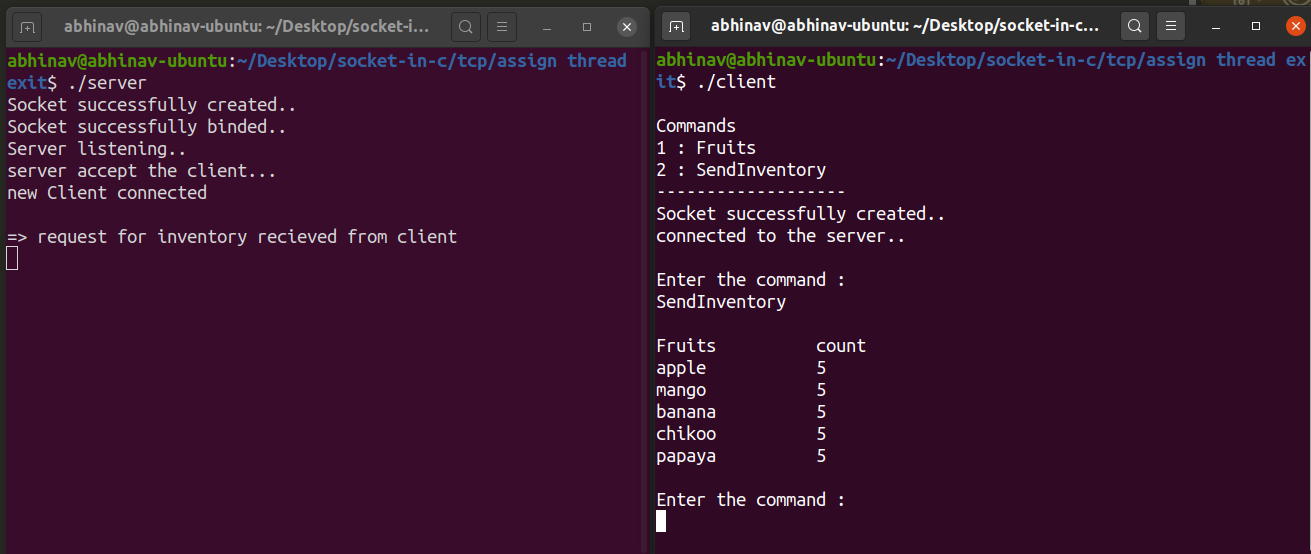 abhinav@abhinav-ubuntu: ~/Desktop/socket-i...
abhinav@abhinav-ubuntu:~/Desktop/socket-in-c/tcp/assign thread
exit$ ./server
Socket successfully created..
Socket successfully binded..
Server listening..
server accept the client...
new Client connected
=> request for inventory recieved from client
abhinav@abhinav-ubuntu: ~/Desktop/socket-in-c...
abhinav@abhinav-ubuntu:~/Desktop/socket-in-c/tcp/assign thread ex
it$ ./client
Commands
1 : Fruits
2 : SendInventory
-------------------
Socket successfully created..
connected to the server..
Enter the command :
SendInventory
Fruits count
apple 5
mango 5
banana 5
chikoo 5
papaya 5
Enter the command :